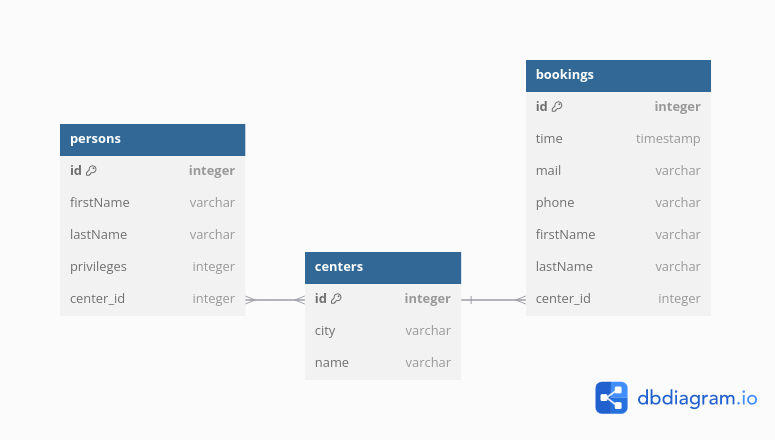 persons
id integer
firstName varchar
lastName varchar
privileges integer
center_id integer
centers
id integer
city varchar
name varchar
bookings
id integer
time timestamp
mail varchar
phone varchar
firstName varchar
lastName varchar
center_id integer
dbdiagram.io